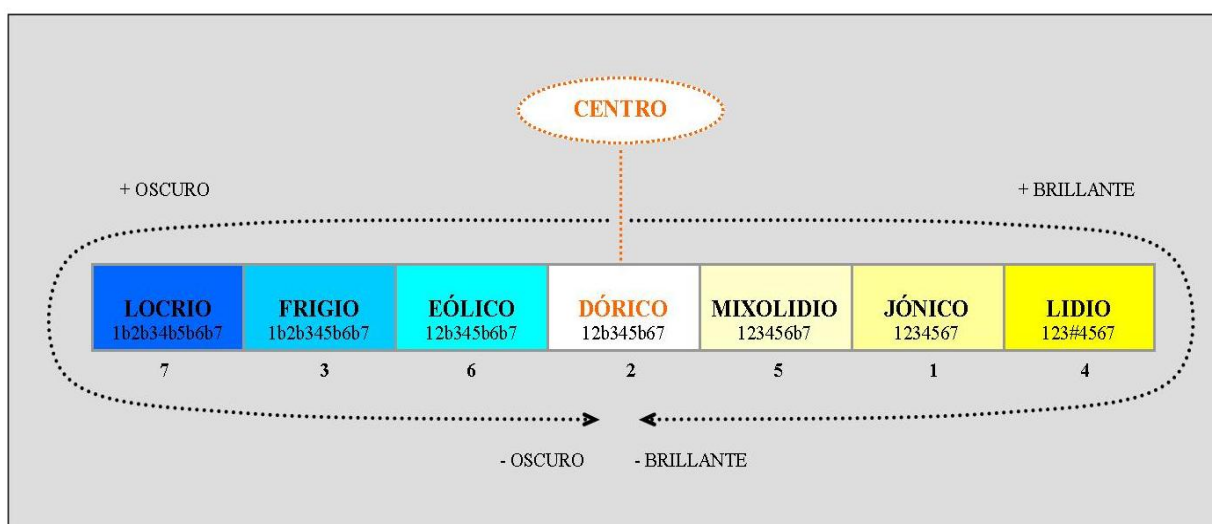 CENTRO
+ OSCURO
+ BRILLANTE
LOCRIO
1b2b34b5b6b7
FRIGIO
1b2b345b6b7
EÓLICO
12b345b6b7
DÓRICO
12b345b67
MIXOLIDIO
123456b7
JÓNICO
1234567
LIDIO
123#4567
7
3
6
2
5
1
4
- OSCURO
- BRILLANTE